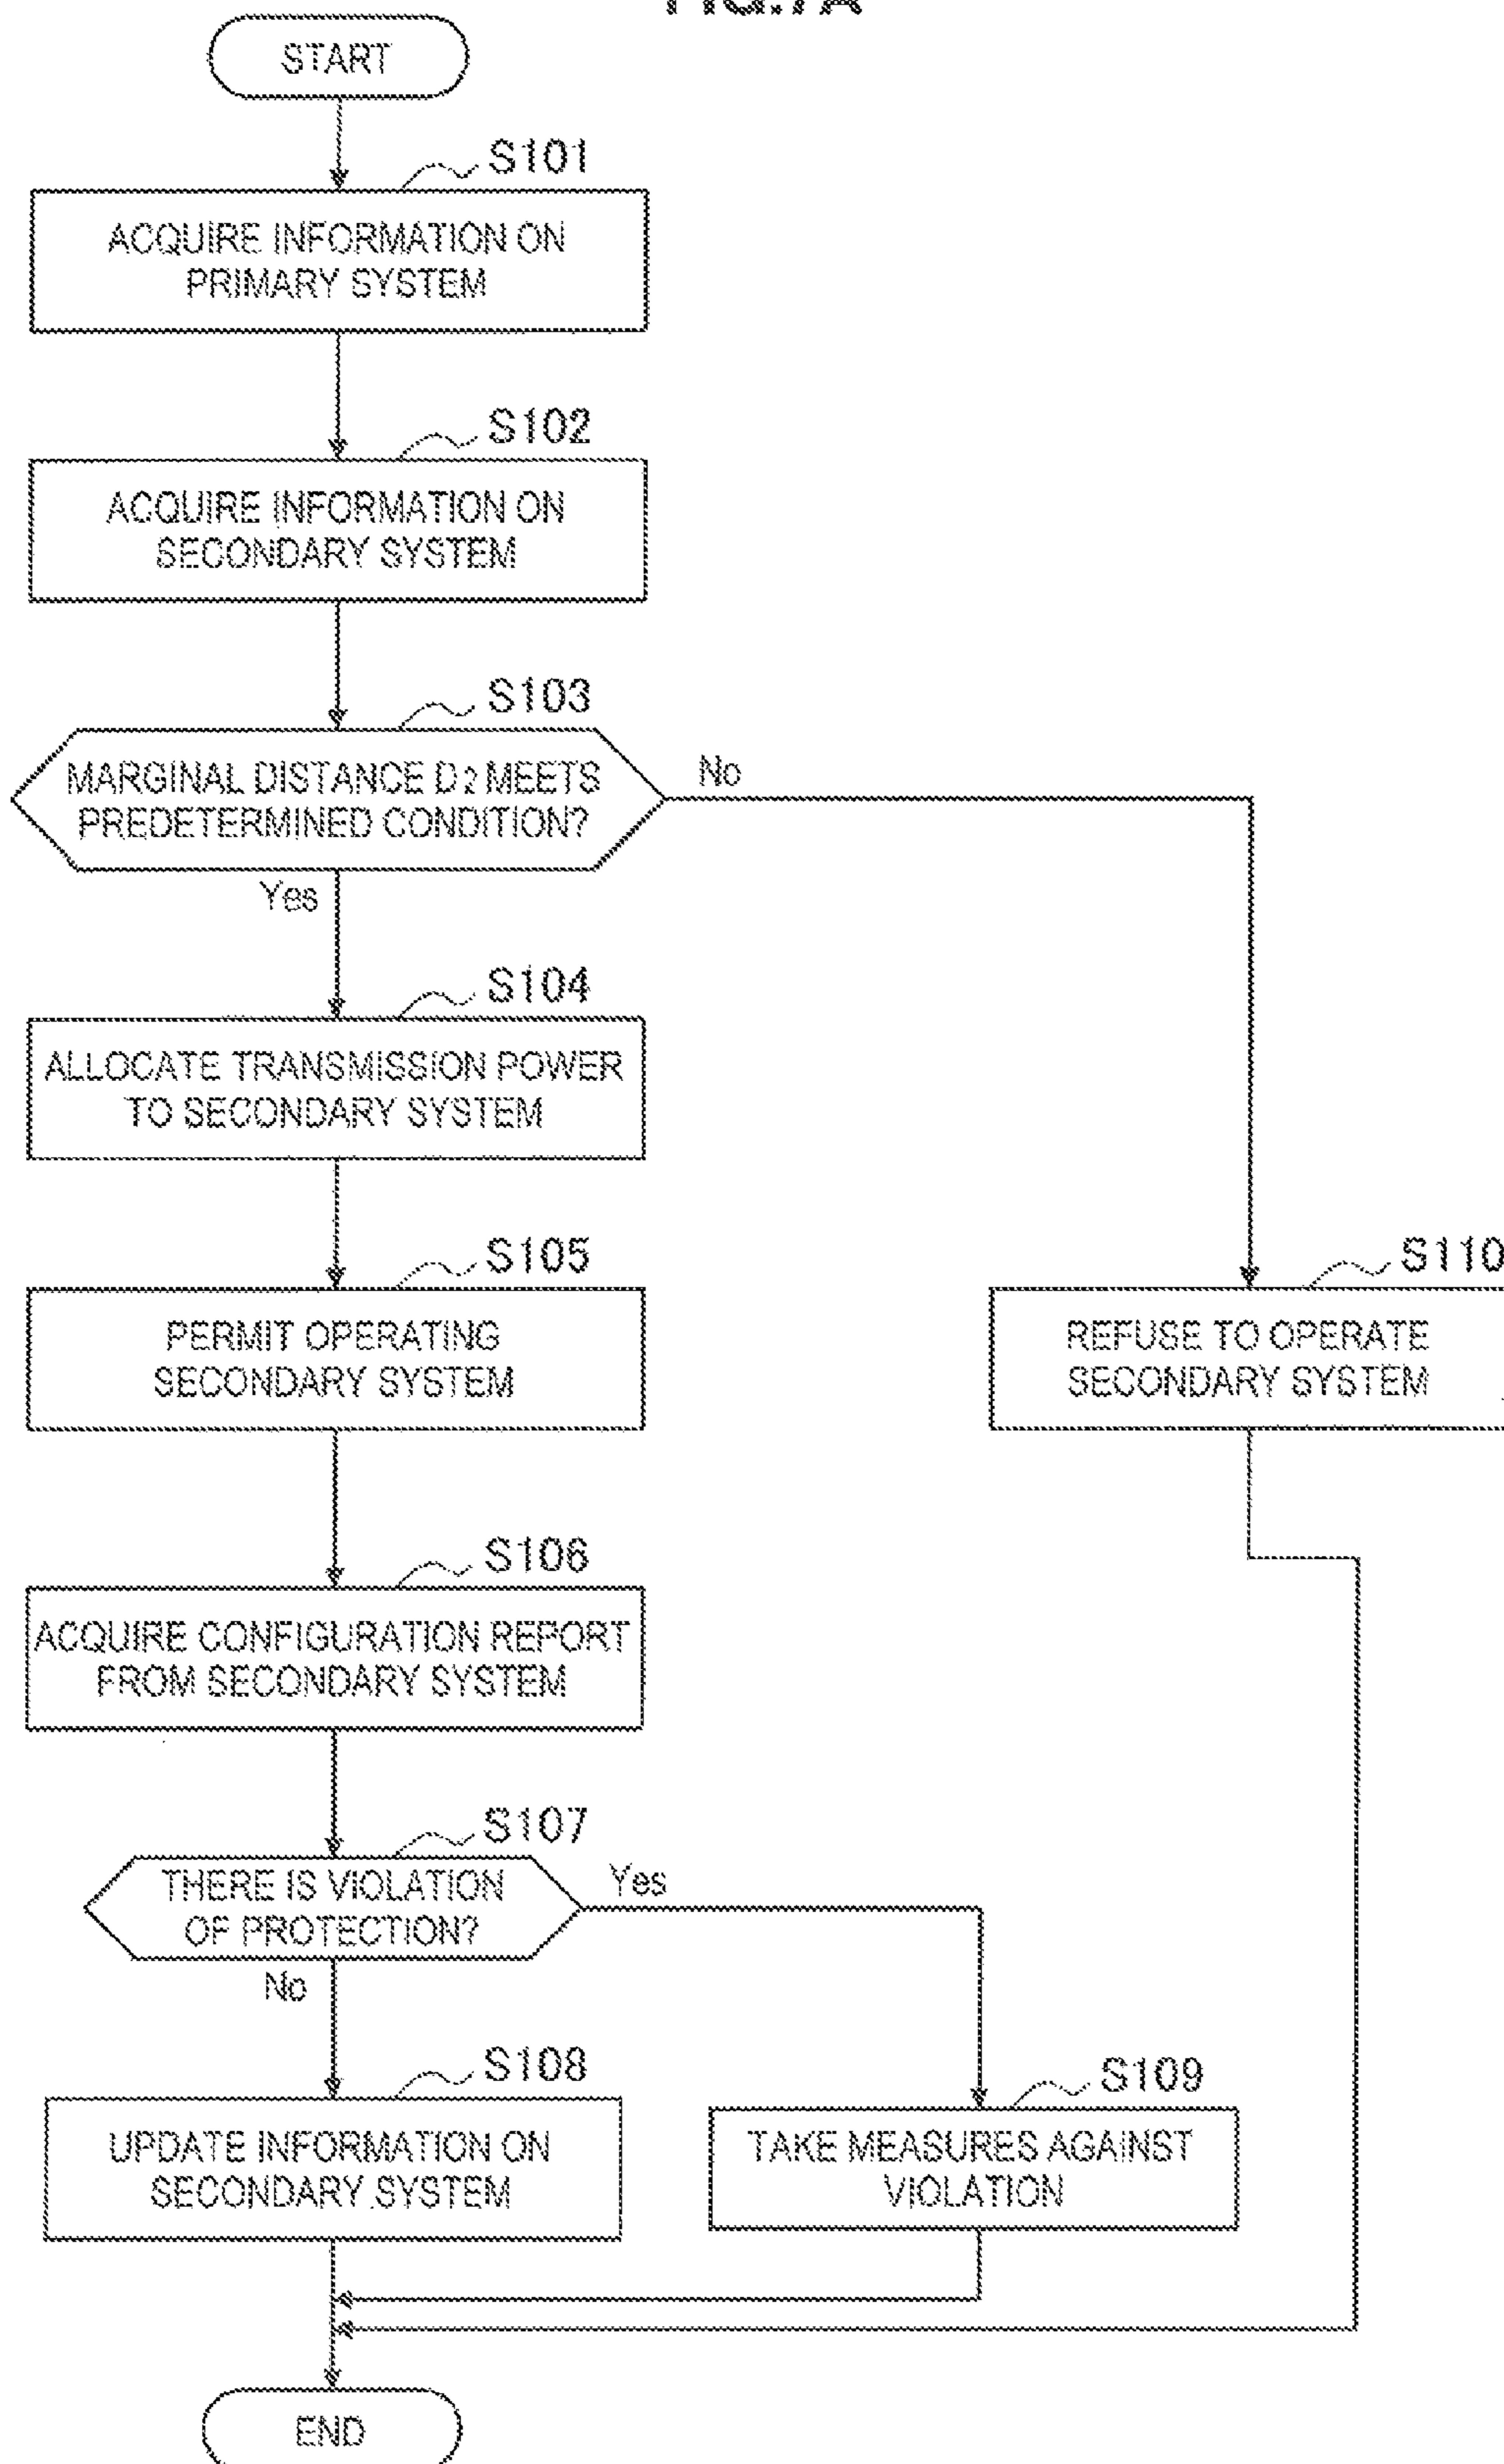 FIG.7A
START
S101
ACQUIRE INFORMATION ON
PRIMARY SYSTEM
S102
ACQUIRE INFORMATION ON
SECONDARY SYSTEM
S103
MARGINAL DISTANCE D2 MEETS
PREDETERMINED CONDITION?
No
Yes
S104
ALLOCATE TRANSMISSION POWER
TO SECONDARY SYSTEM
S105
PERMIT OPERATING
SECONDARY SYSTEM
S110
REFUSE TO OPERATE
SECONDARY SYSTEM
S106
ACQUIRE CONFIGURATION REPORT
FROM SECONDARY SYSTEM
S107
THERE IS VIOLATION
OF PROTECTION?
Yes
No
S108
UPDATE INFORMATION ON
SECONDARY SYSTEM
S109
TAKE MEASURES AGAINST
VIOLATION
END